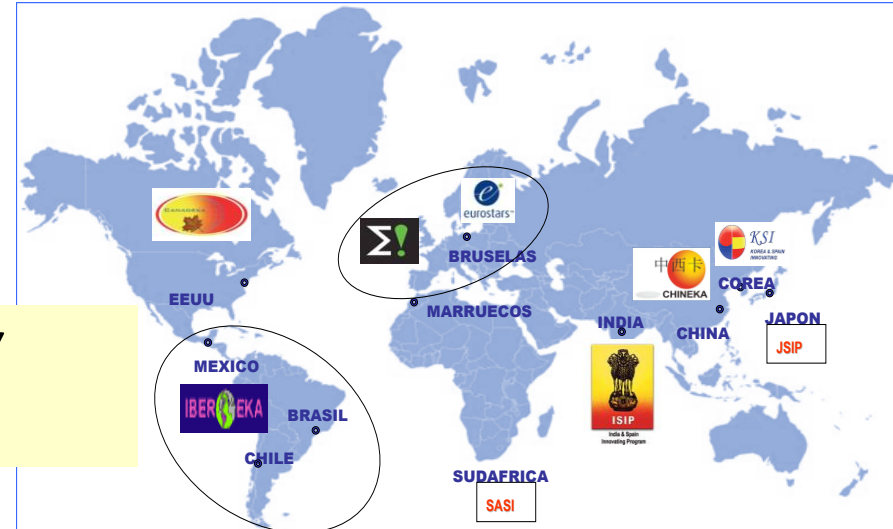 CANADEKA
eurostars™
Σ!
BRUSELAS
EEUU
MARRUECOS
MEXICO
IBEROEKA
BRASIL
CHILE
SUDAFRICA
SASI
INDIA
ISIP
India & Spain
Innovating Program
中西卡
CHINEKA
CHINA
KSI
KOREA & SPAIN
INNOVATING
COREA
JAPON
JSIP